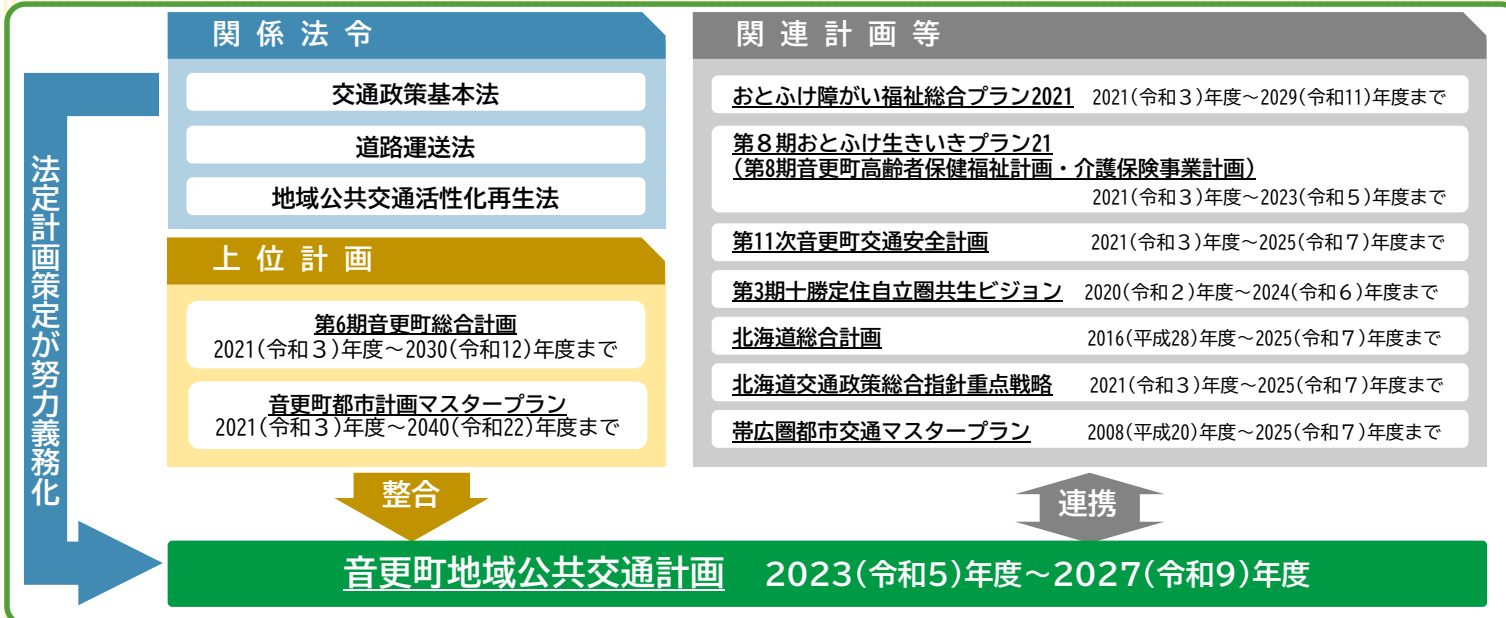 関係法令
交通政策基本法
道路運送法
地域公共交通活性化再生法
上位計画
第6期音更町総合計画
2021(令和３)年度～2030(令和12)年度まで
音更町都市計画マスタープラン
2021(令和３)年度～2040(令和22)年度まで
関連計画等
おとふけ障がい福祉総合プラン2021 2021(令和３)年度～2029(令和11)年度まで
第８期おとふけ生きいきプラン21
(第8期音更町高齢者保健福祉計画・介護保険事業計画)
2021(令和３)年度～2023(令和５)年度まで
第11次音更町交通安全計画 2021(令和３)年度～2025(令和７)年度まで
第3期十勝定住自立圏共生ビジョン 2020(令和２)年度～2024(令和６)年度まで
北海道総合計画 2016(平成28)年度～2025(令和７)年度まで
北海道交通政策総合指針重点戦略 2021(令和３)年度～2025(令和７)年度まで
帯広圏都市交通マスタープラン 2008(平成20)年度～2025(令和７)年度まで
法定計画策定が努力義務化
整合
連携
音更町地域公共交通計画 2023(令和5)年度～2027(令和9)年度